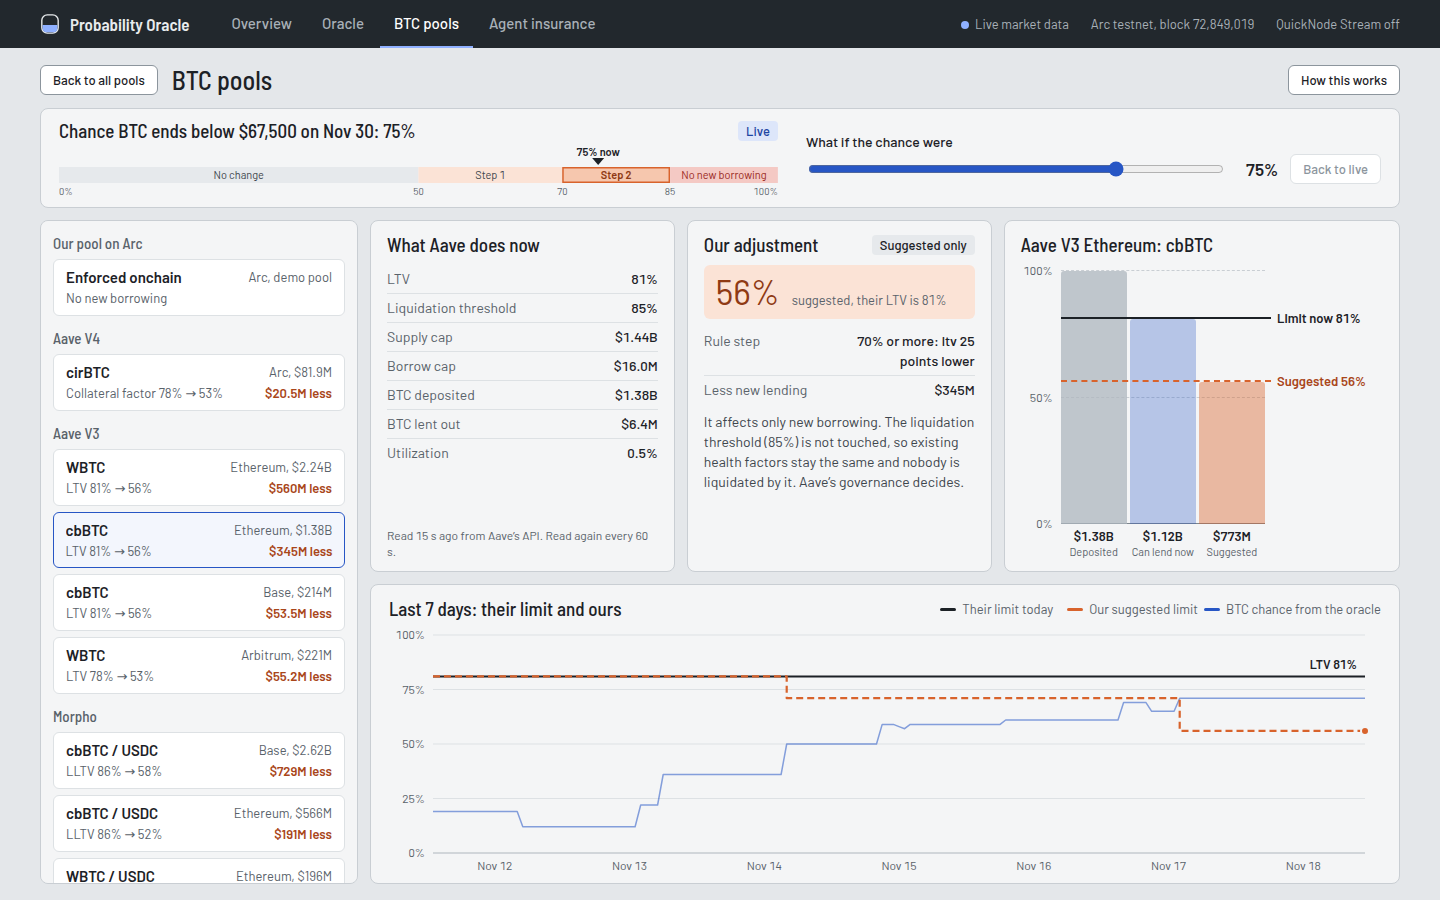 Probability Oracle
Overview
Oracle
BTC pools
Agent insurance
Live market data
Arc testnet, block 72,849,019
QuickNode Stream off
Back to all pools
BTC pools
How this works
Chance BTC ends below $67,500 on Nov 30: 75%
Live
75% now
No change
Step 1
Step 2
No new borrowing
0%
50
70
85
100%
What if the chance were
75%
Back to live
Our pool on Arc
Enforced onchain
Arc, demo pool
No new borrowing
Aave V4
cirBTC
Arc, $81.9M
Collateral factor 78% → 53%
$20.5M less
Aave V3
WBTC
Ethereum, $2.24B
LTV 81% → 56%
$560M less
cbBTC
Ethereum, $1.38B
LTV 81% → 56%
$345M less
cbBTC
Base, $214M
LTV 81% → 56%
$53.5M less
WBTC
Arbitrum, $221M
LTV 78% → 53%
$55.2M less
Morpho
cbBTC / USDC
Base, $2.62B
LLTV 86% → 58%
$729M less
cbBTC / USDC
Ethereum, $566M
LLTV 86% → 52%
$191M less
WBTC / USDC
Ethereum, $196M
What Aave does now
LTV
81%
Liquidation threshold
85%
Supply cap
$1.44B
Borrow cap
$16.0M
BTC deposited
$1.38B
BTC lent out
$6.4M
Utilization
0.5%
Read 15 s ago from Aave's API. Read again every 60
s.
Our adjustment
Suggested only
56%
suggested, their LTV is 81%
Rule step
70% or more: ltv 25
points lower
Less new lending
$345M
It affects only new borrowing. The liquidation
threshold (85%) is not touched, so existing
health factors stay the same and nobody is
liquidated by it. Aave's governance decides.
Aave V3 Ethereum: cbBTC
100%
50%
0%
Limit now 81%
Suggested 56%
$1.38B
Deposited
$1.12B
Can lend now
$773M
Suggested
Last 7 days: their limit and ours
Their limit today
Our suggested limit
BTC chance from the oracle
100%
75%
50%
25%
0%
LTV 81%
Nov 12
Nov 13
Nov 14
Nov 15
Nov 16
Nov 17
Nov 18